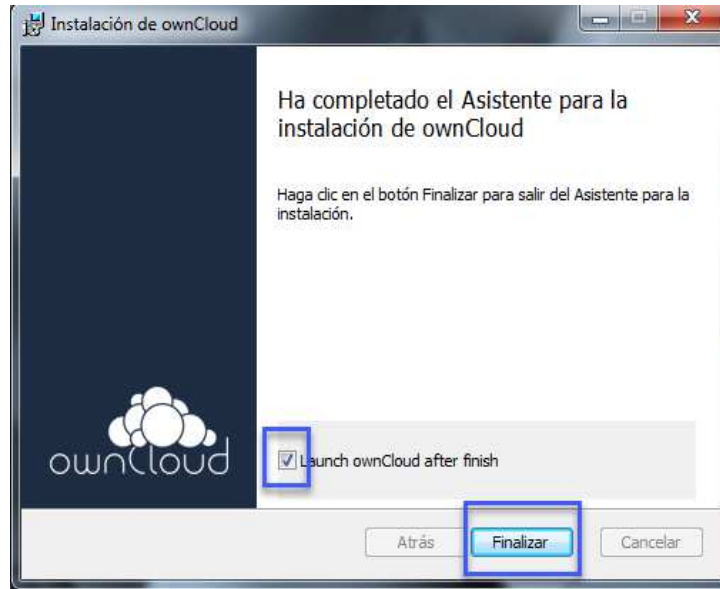 Instalación de ownCloud
Ha completado el Asistente para la
instalación de ownCloud
Haga clic en el botón Finalizar para salir del Asistente para la
instalación.
ownCloud
Launch ownCloud after finish
Atrás
Finalizar
Cancelar